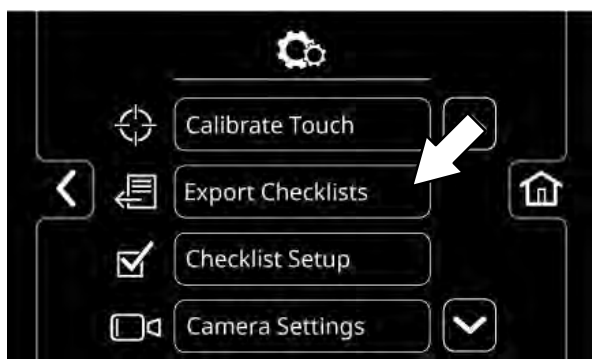 Calibrate Touch
Export Checklists
Checklist Setup
Camera Settings